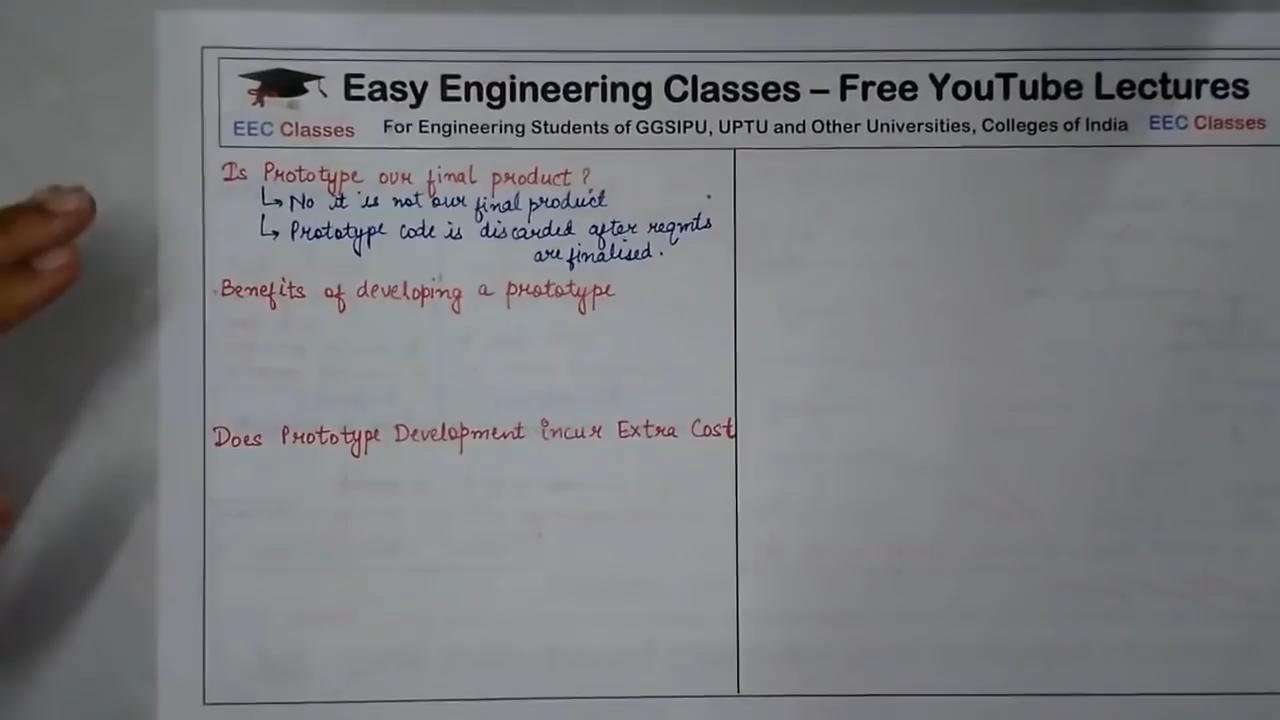 Easy Engineering Classes – Free YouTube Lectures
EEC Classes For Engineering Students of GGSIPU, UPTU and Other Universities, Colleges of India EEC Classes
Is Prototype our final product?
↳ No it is not our final product
↳ Prototype code is discarded after reqmts
are finalised.
Benefits of developing a prototype
Does Prototype Development incur Extra Cost